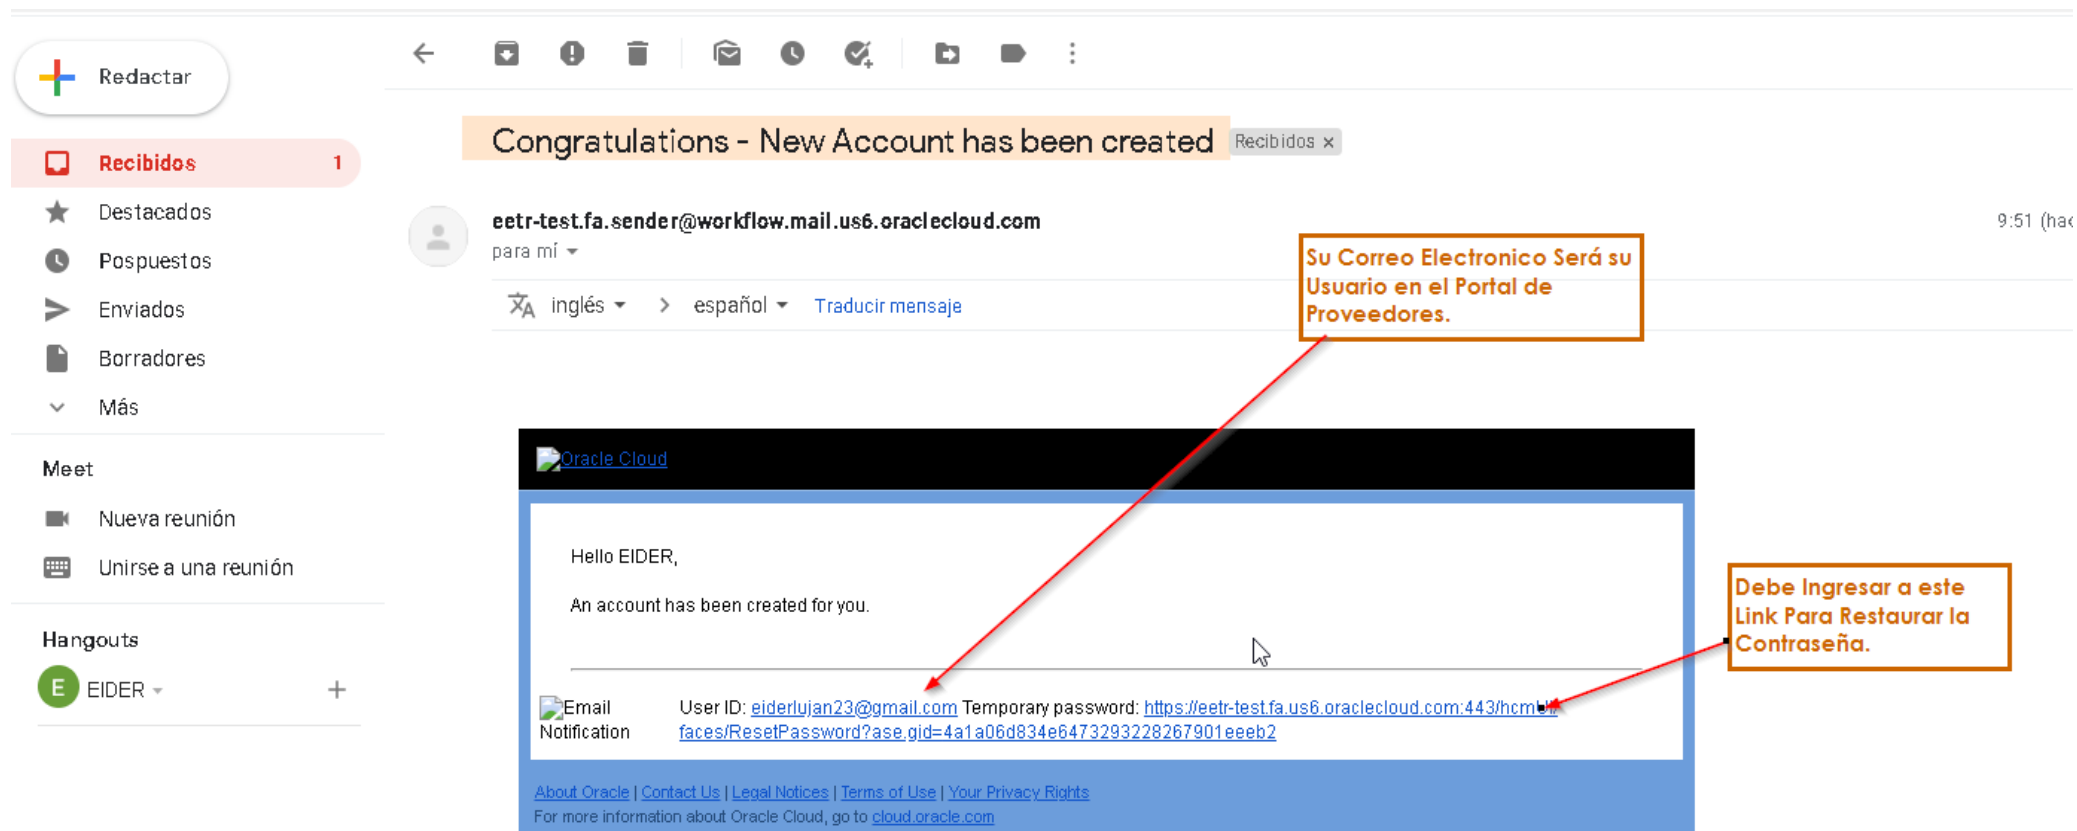 Redactar
Recibidos 1
Destacados
Pospuestos
Enviados
Borradores
Más
Meet
Nueva reunión
Unirse a una reunión
Hangouts
E EIDER
Congratulations - New Account has been created Recibidos x
eetr-test.fa.sender@workflow.mail.us6.oraclecloud.com
9:51 (hac
para mí
inglés > español Traducir mensaje
Su Correo Electronico Será su
Usuario en el Portal de
Proveedores.
Oracle Cloud
Hello EIDER,
An account has been created for you.
Debe Ingresar a este
Link Para Restaurar la
Contraseña.
Email
Notification
User ID: eiderlujan23@gmail.com Temporary password: https://eetr-test.fa.us6.oraclecloud.com:443/hcmUI/
faces/ResetPassword?ase.gid=4a1a06d834e6473293228267901eeeb2
About Oracle | Contact Us | Legal Notices | Terms of Use | Your Privacy Rights
For more information about Oracle Cloud, go to cloud.oracle.com